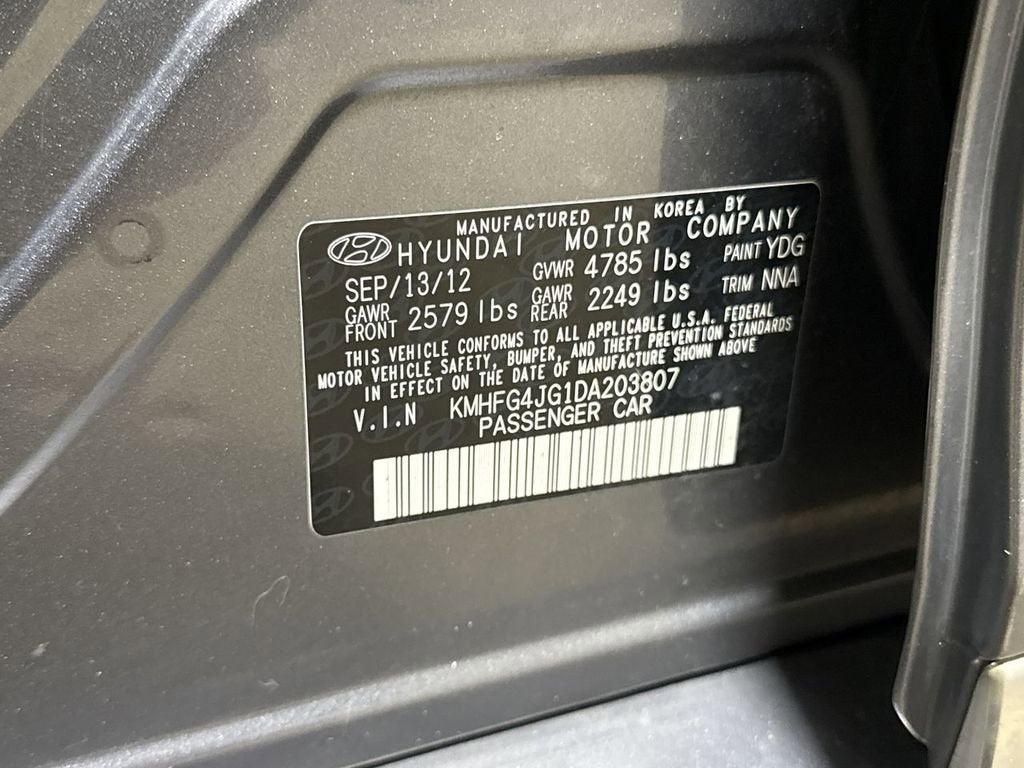 MANUFACTURED IN KOREA BY
HYUNDAI MOTOR COMPANY
SEP/13/12 GVWR 4785 lbs PAINT YDG
GAWR FRONT 2579 lbs GAWR REAR 2249 lbs TRIM NNA
THIS VEHICLE CONFORMS TO ALL APPLICABLE U.S.A. FEDERAL
MOTOR VEHICLE SAFETY, BUMPER, AND THEFT PREVENTION STANDARDS
IN EFFECT ON THE DATE OF MANUFACTURE SHOWN ABOVE
V.I.N KMHFG4JG1DA203807
PASSENGER CAR